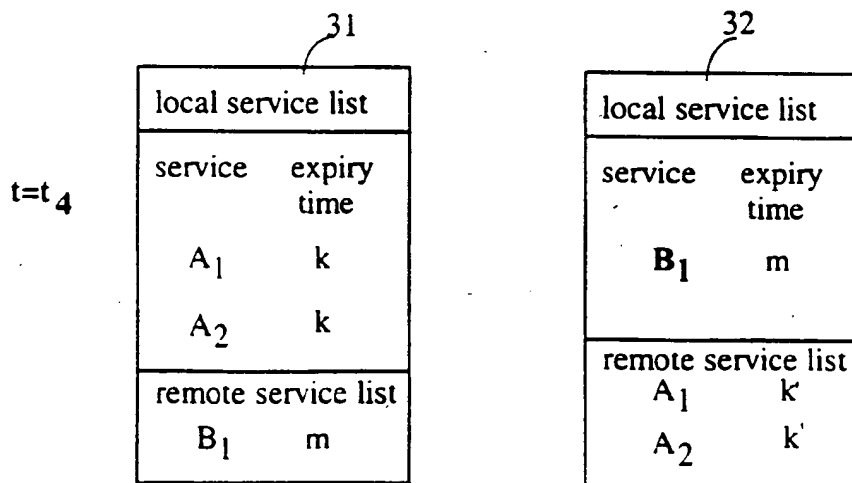 31
local service list
service expiry time
A1 k
A2 k
remote service list
B1 m
t=t4
32
local service list
service expiry time
B1 m
remote service list
A1 k'
A2 k'